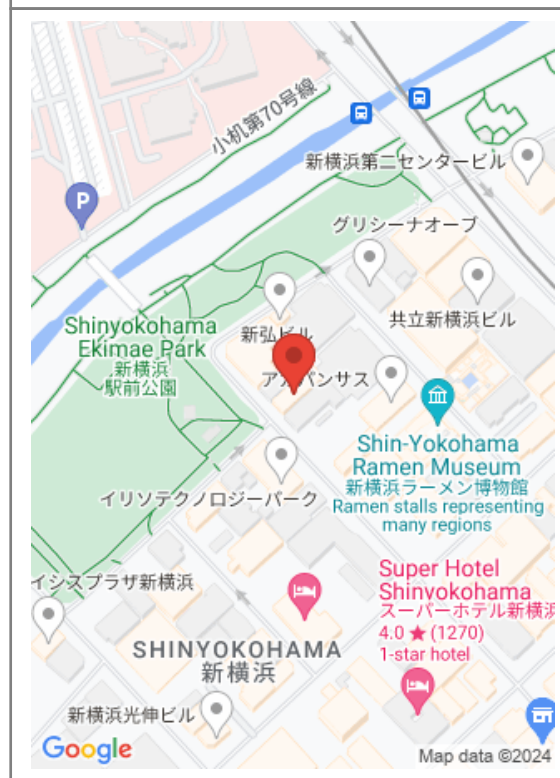 小机第70号線
新横浜第二センタービル
P
グリシーナオーブ
新弘ビル
共立新横浜ビル
Shinyokohama
Ekimae Park
新横浜
駅前公園
Shin-Yokohama
Ramen Museum
新横浜ラーメン博物館
Ramen stalls representing
many regions
イリソテクノロジーパーク
Super Hotel
Shinyokohama
スーパーホテル新横浜
4.0 ★ (1270)
1-star hotel
イシスプラザ新横浜
SHINYOKOHAMA
新横浜
新横浜光伸ビル
Google
Map data ©2024